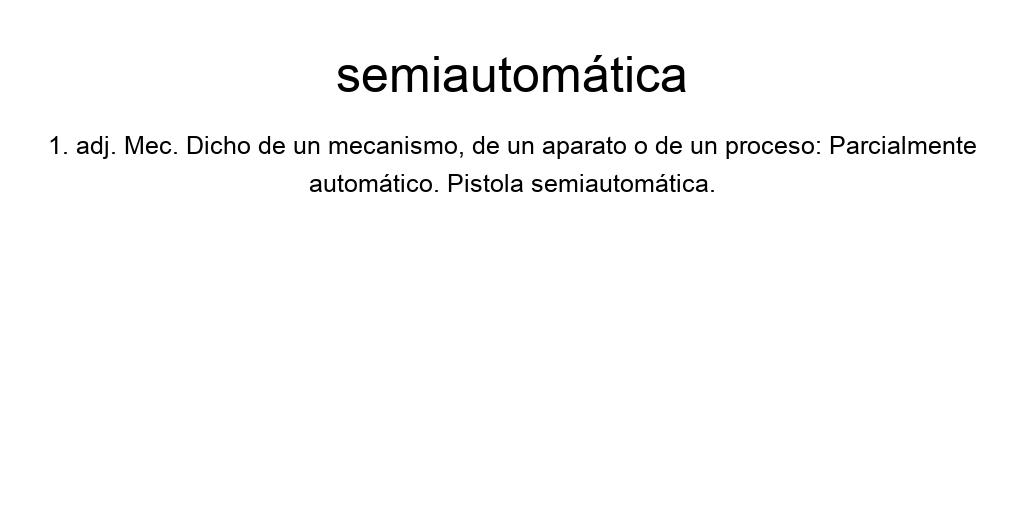 semiautomática
1. adj. Mec. Dicho de un mecanismo, de un aparato o de un proceso: Parcialmente
automático. Pistola semiautomática.